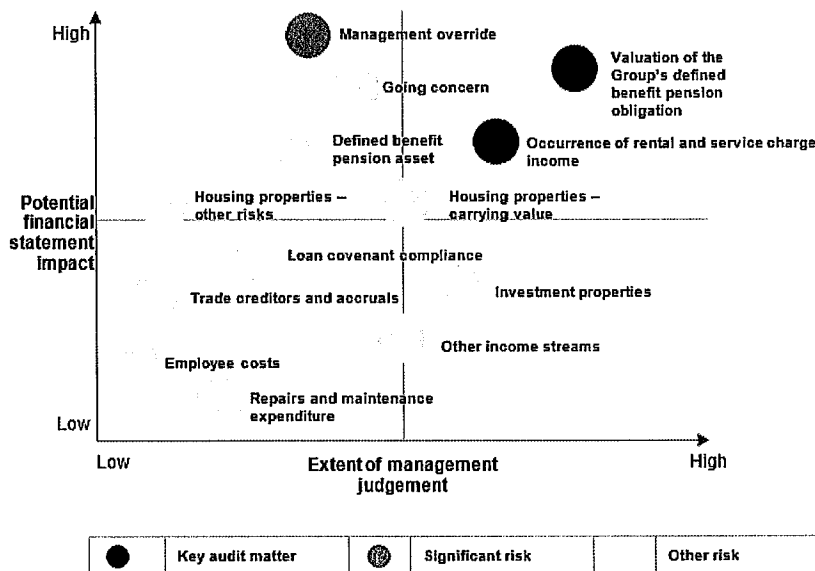 High
Management override
Valuation of the
Group's defined
benefit pension
obligation
Going concern
Defined benefit
pension asset
Occurrence of rental and service charge
income
Potential
financial
statement
impact
Housing properties –
other risks
Housing properties –
carrying value
Loan covenant compliance
Trade creditors and accruals
Investment properties
Other income streams
Employee costs
Repairs and maintenance
expenditure
Low
Low
Extent of management
judgement
High
Key audit matter
Significant risk
Other risk